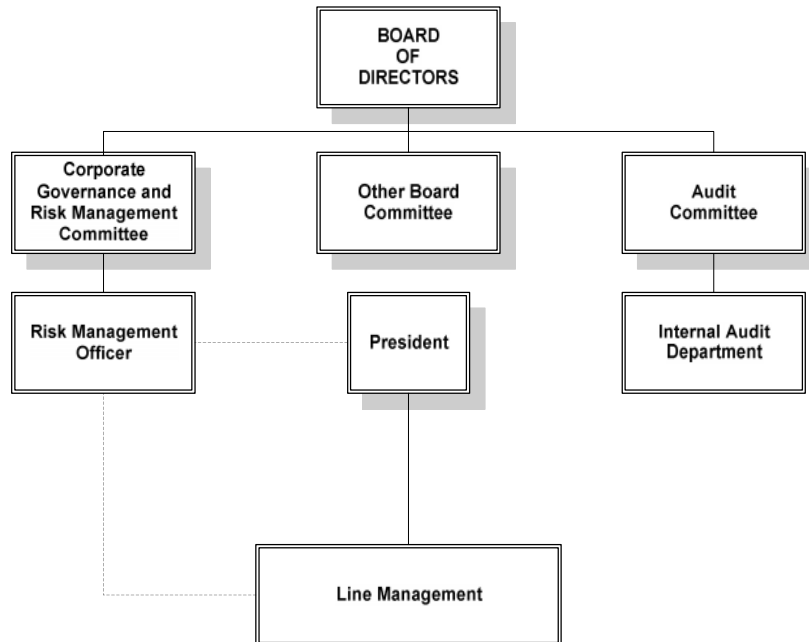 BOARD
OF
DIRECTORS
Corporate
Governance and
Risk Management
Committee
Other Board
Committee
Audit
Committee
Risk Management
Officer
President
Internal Audit
Department
Line Management